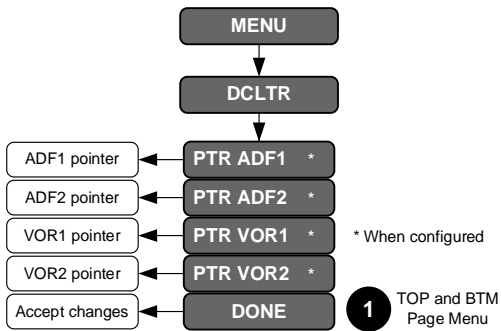 MENU
DCLTR
ADF1 pointer
PTR ADF1 *
ADF2 pointer
PTR ADF2 *
VOR1 pointer
PTR VOR1 *
* When configured
VOR2 pointer
PTR VOR2 *
Accept changes
DONE
1
TOP and BTM
Page Menu